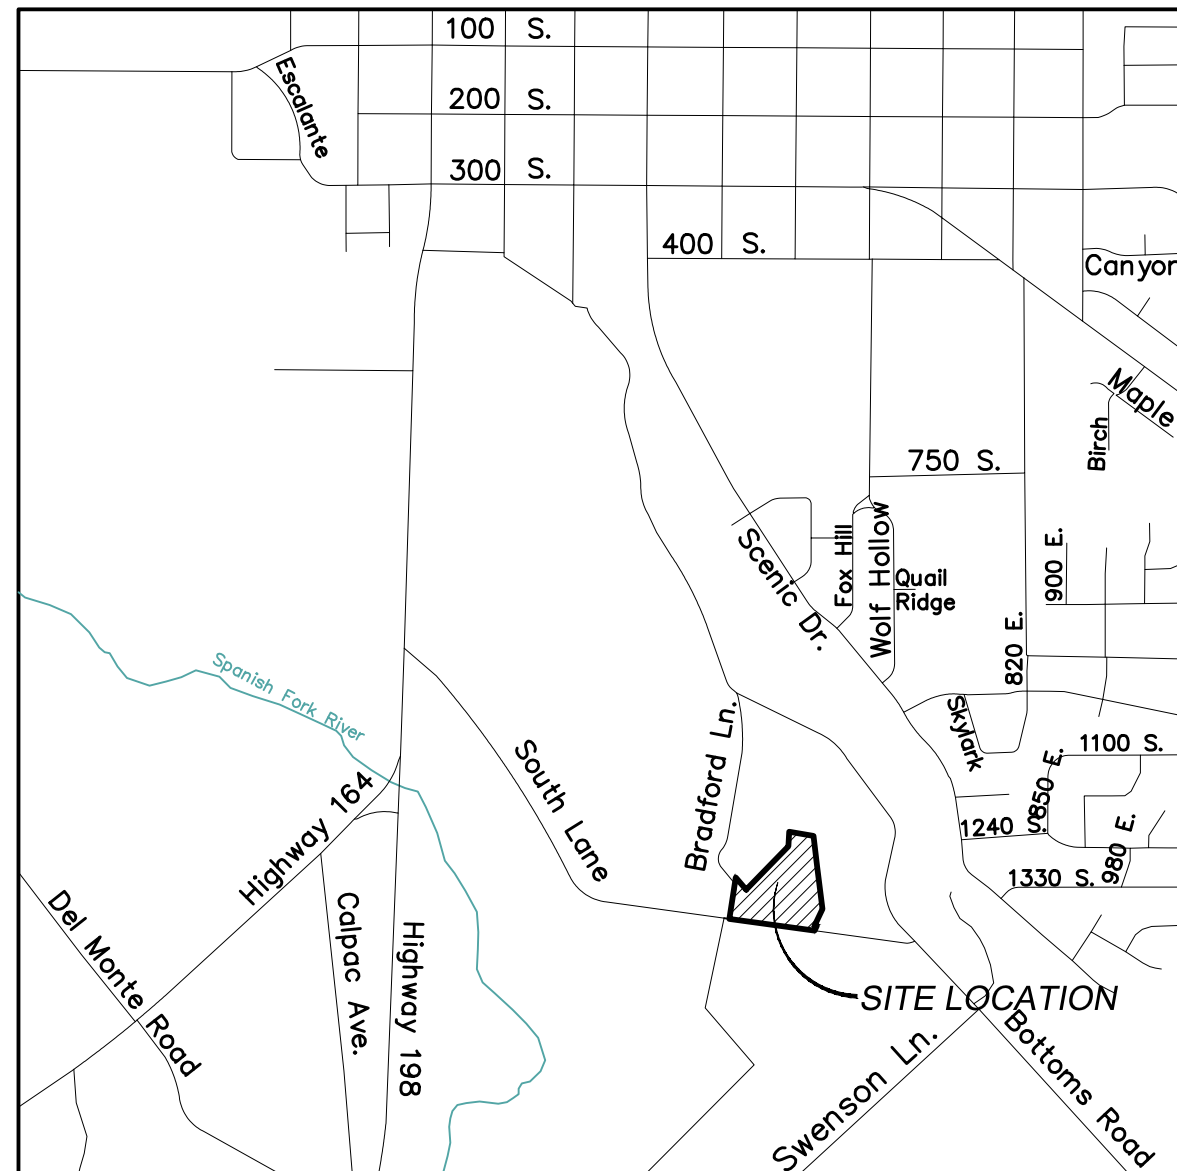 100 S.
Escalante
200 S.
300 S.
400 S.
Maple
Birch
750 S.
Scenic Dr.
Fox Hill
Wolf Hollow
Quail
Ridge
900 E.
820 E.
Spanish Fork River
Skylark
Bradford Ln.
South Lane
1100 S.
850 E.
Highway 164
1240 S.
980 E.
1330 S.
Del Monte Road
Calpac Ave.
Highway 198
SITE LOCATION
Swenson Ln.
Bottoms Road